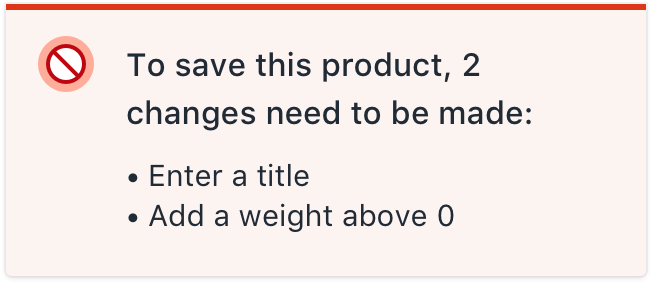 To save this product, 2
changes need to be made:
• Enter a title
• Add a weight above 0